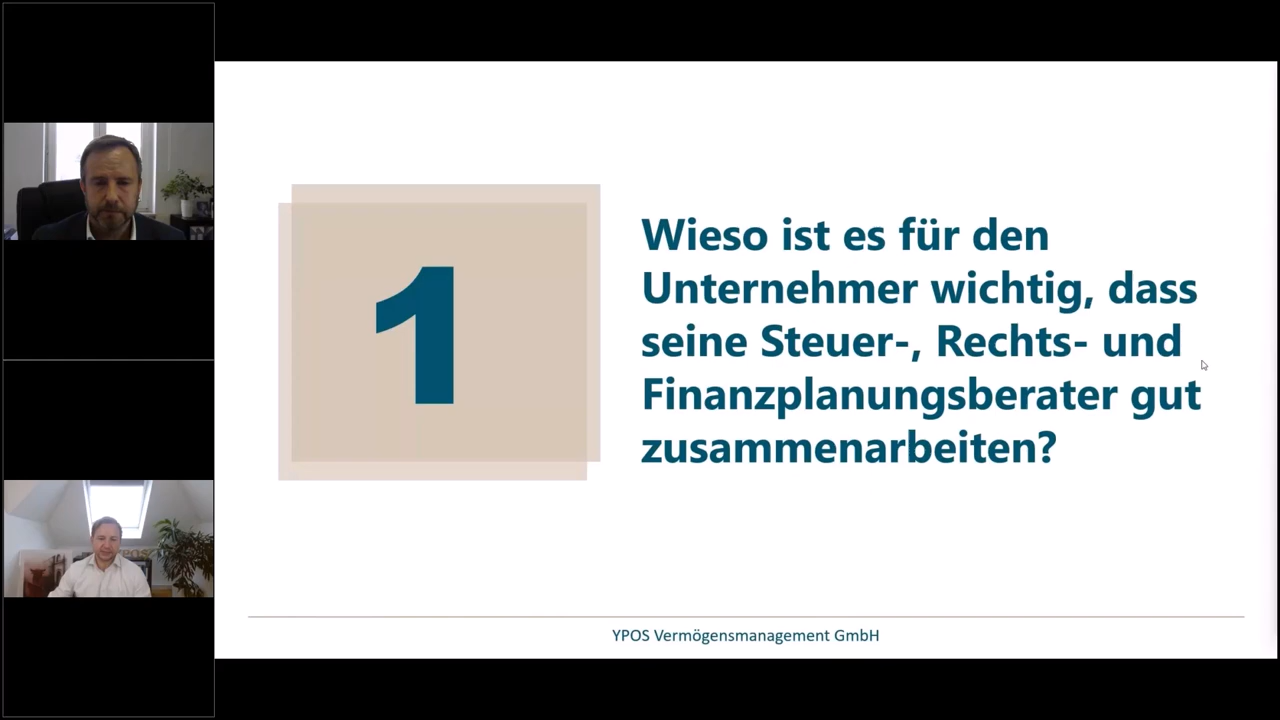 1
Wieso ist es für den
Unternehmer wichtig, dass
seine Steuer-, Rechts- und
Finanzplanungsberater gut
zusammenarbeiten?
YPOS Vermögensmanagement GmbH